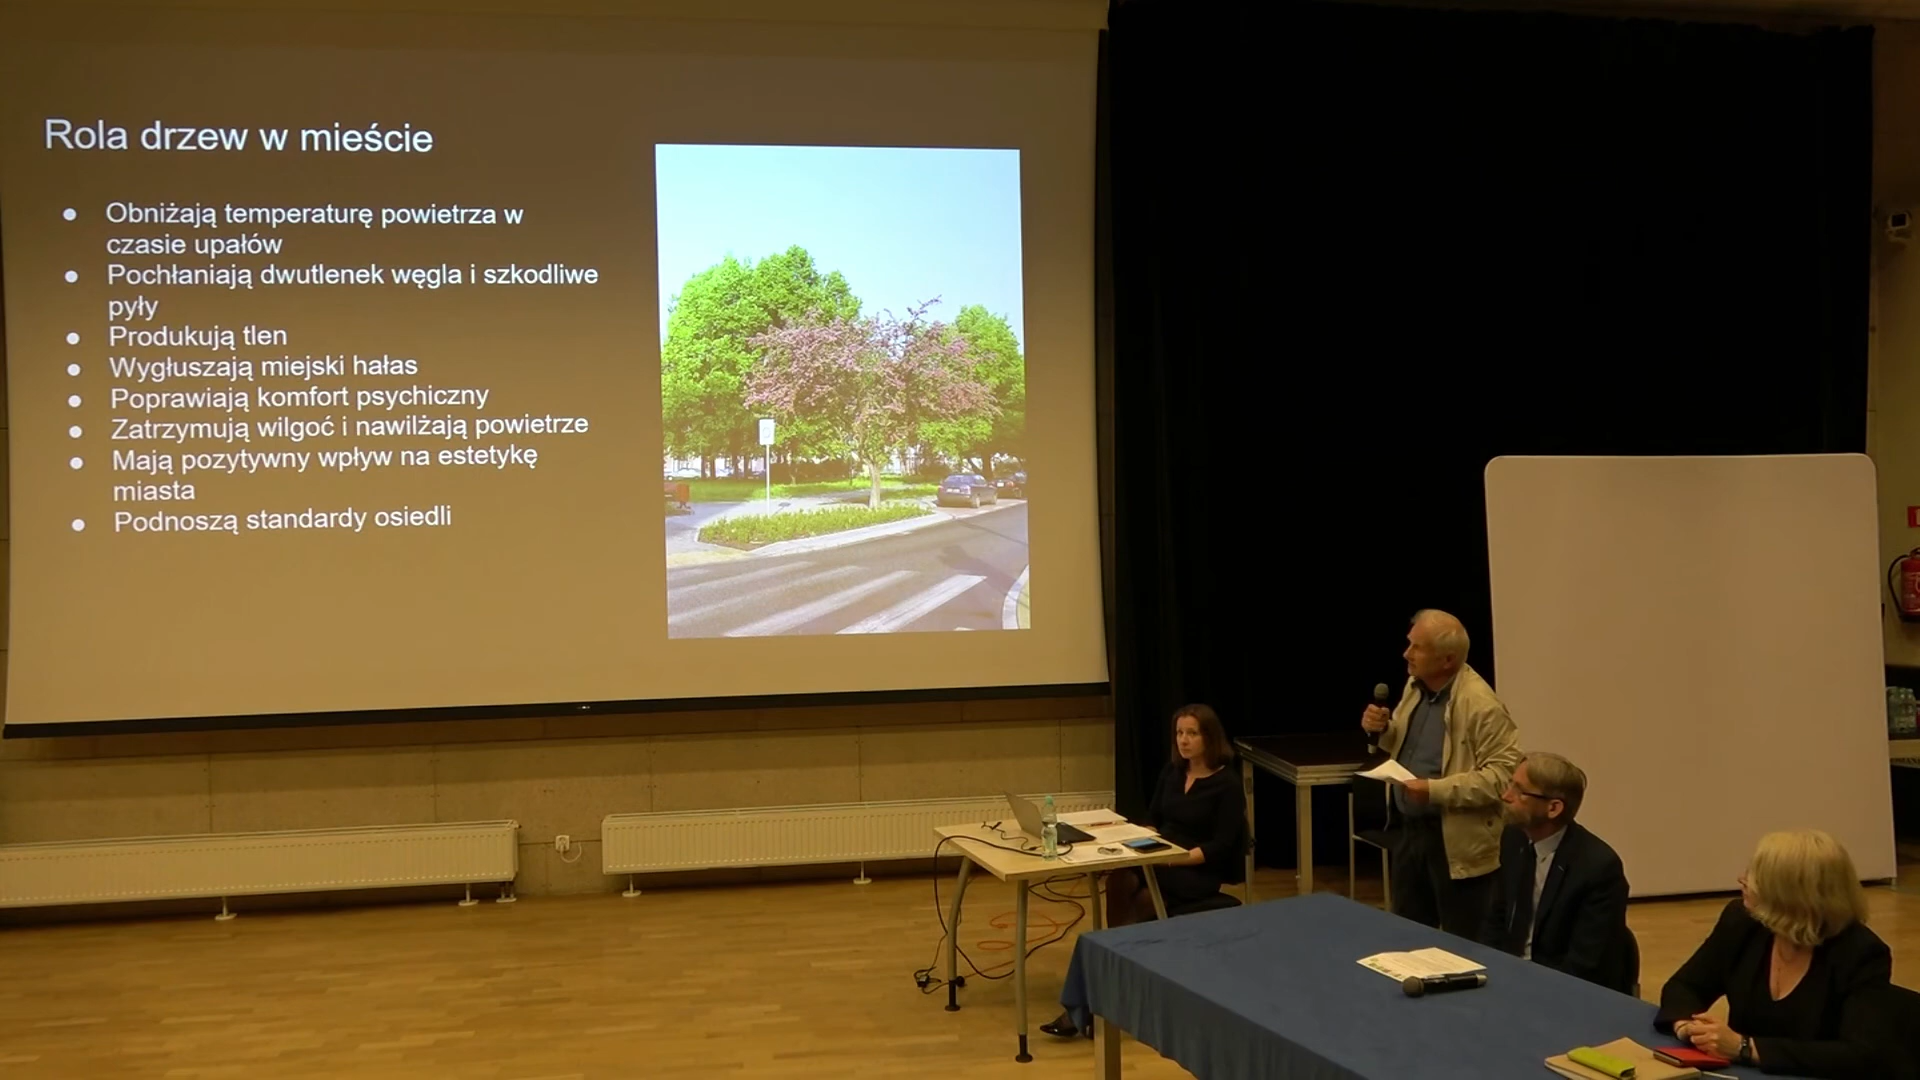 Rola drzew w mieście
● Obniżają temperaturę powietrza w
czasie upałów
● Pochłaniają dwutlenek węgla i szkodliwe
pyły
● Produkują tlen
● Wygłuszają miejski hałas
● Poprawiają komfort psychiczny
● Zatrzymują wilgoć i nawilżają powietrze
● Mają pozytywny wpływ na estetykę
miasta
● Podnoszą standardy osiedli